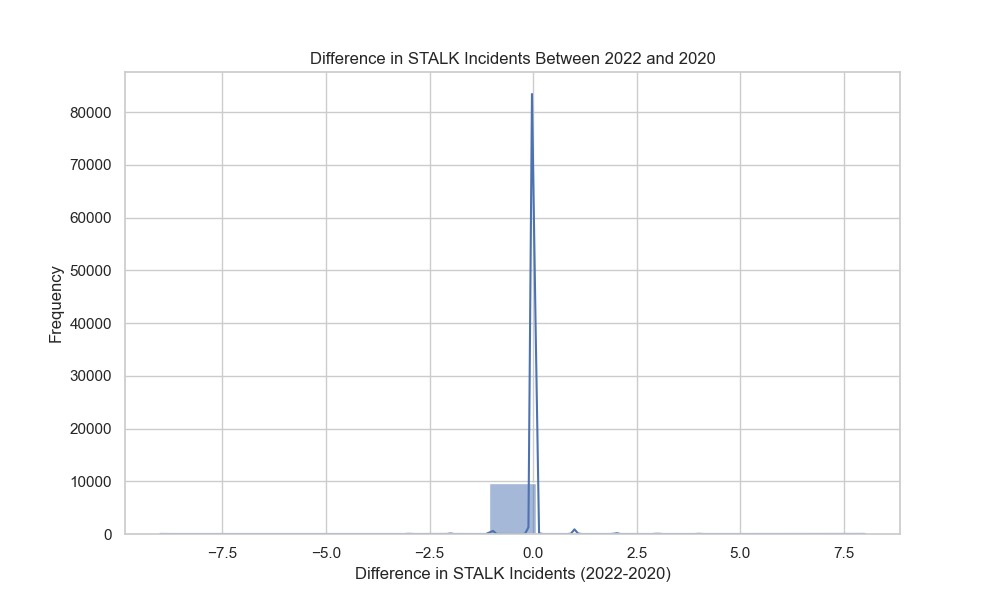 Difference in STALK Incidents Between 2022 and 2020
80000
70000
60000
50000
40000
30000
20000
10000
0
Frequency
−7.5 −5.0 −2.5 0.0 2.5 5.0 7.5
Difference in STALK Incidents (2022-2020)